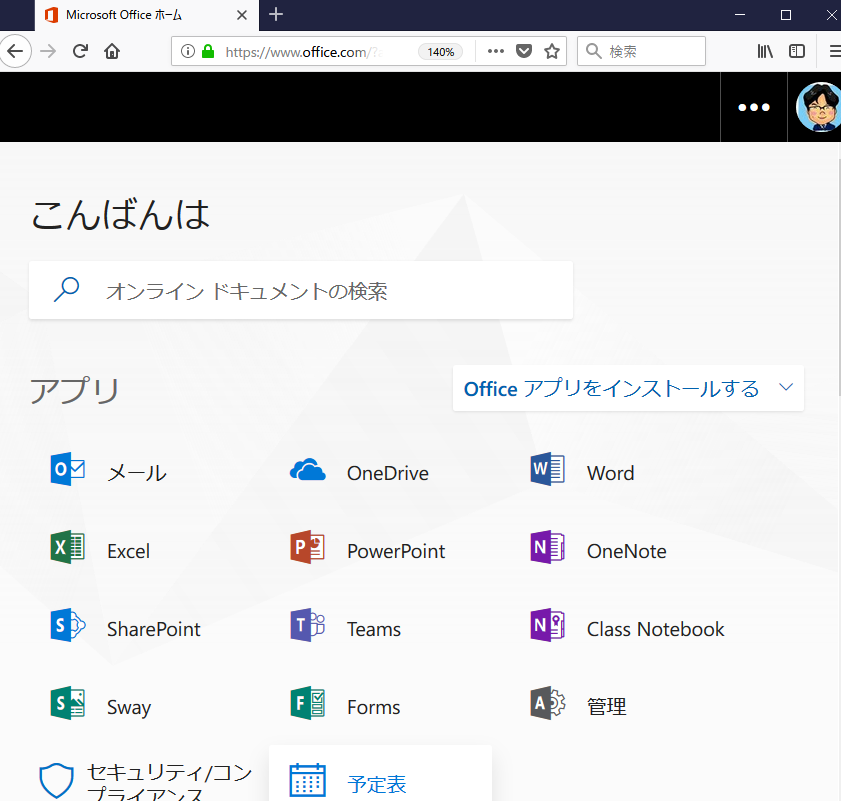 Microsoft Office ホーム
https://www.office.com/?
140%
検索
こんばんは
オンライン ドキュメントの検索
アプリ
Office アプリをインストールする
メール
OneDrive
Word
Excel
PowerPoint
OneNote
SharePoint
Teams
Class Notebook
Sway
Forms
管理
セキュリティ/コン
プライアンス
予定表